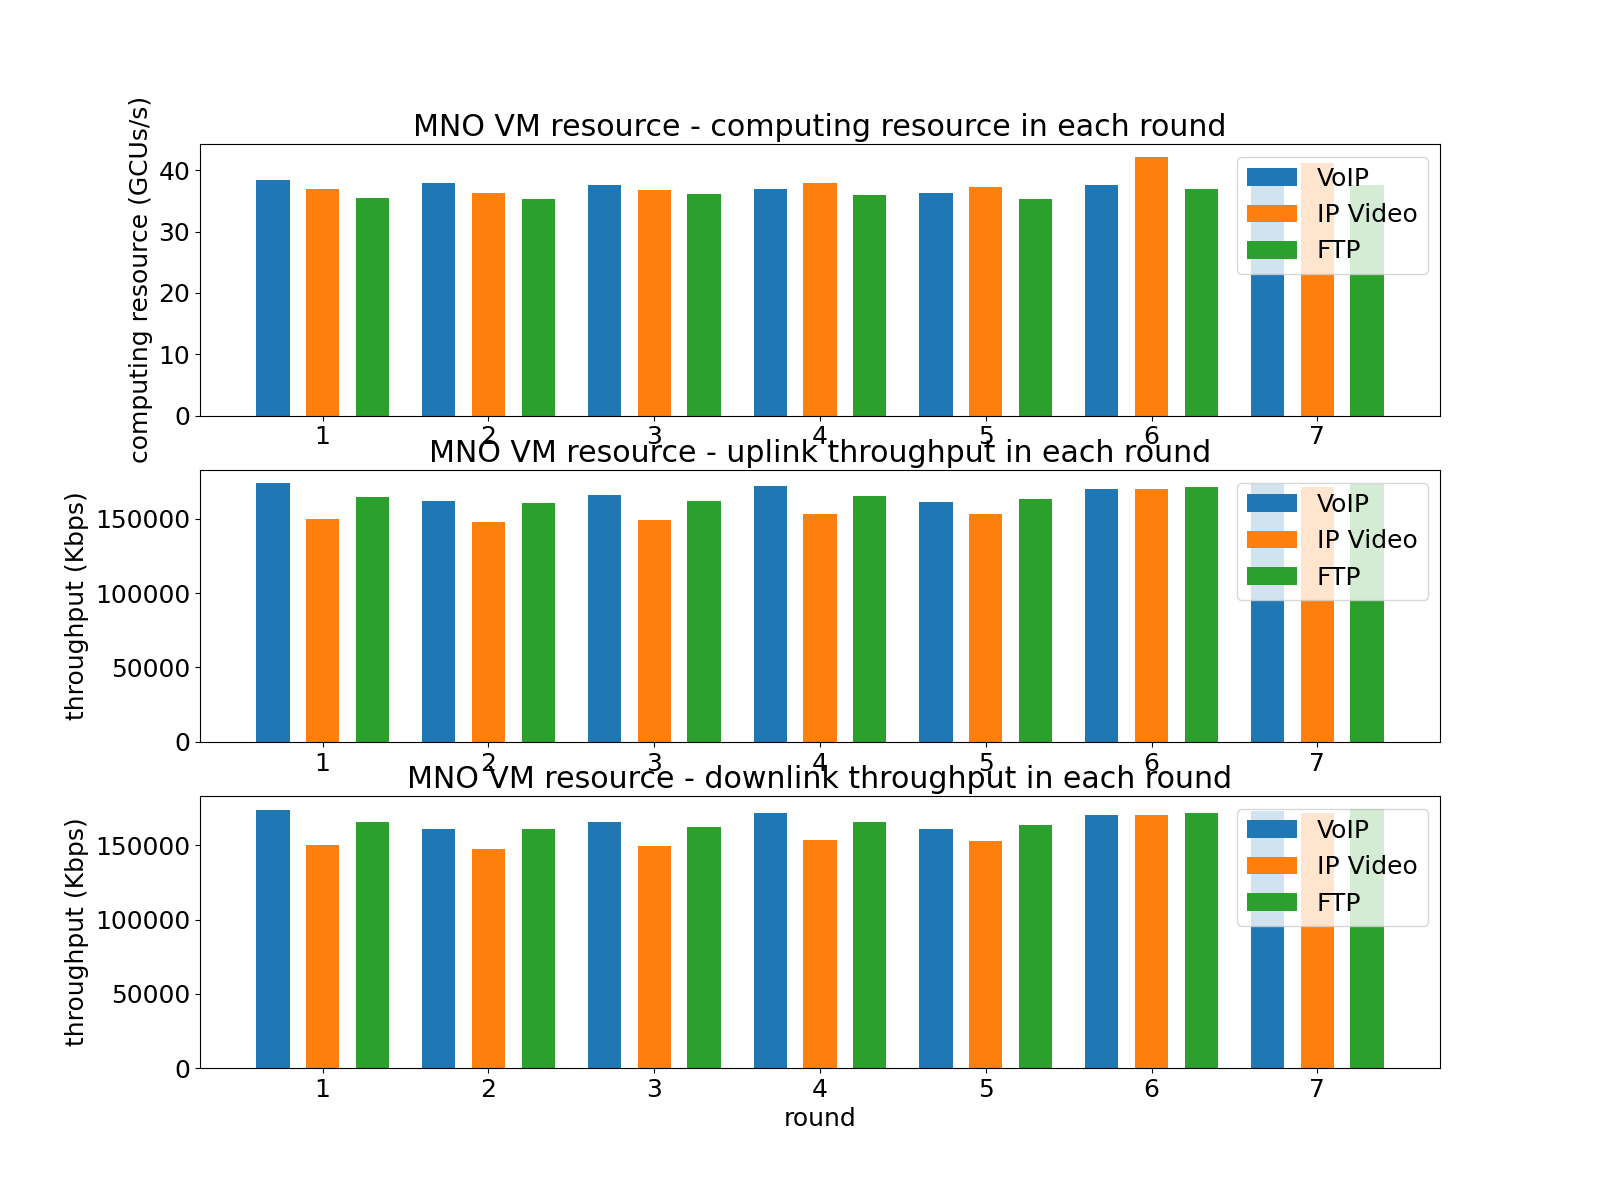 MNO VM resource - computing resource in each round
computing resource (GCUs/s)
40
30
20
10
0
VoIP
IP Video
FTP
1 2 3 4 5 6 7
MNO VM resource - uplink throughput in each round
throughput (Kbps)
150000
100000
50000
0
VoIP
IP Video
FTP
1 2 3 4 5 6 7
MNO VM resource - downlink throughput in each round
throughput (Kbps)
150000
100000
50000
0
VoIP
IP Video
FTP
1 2 3 4 5 6 7
round